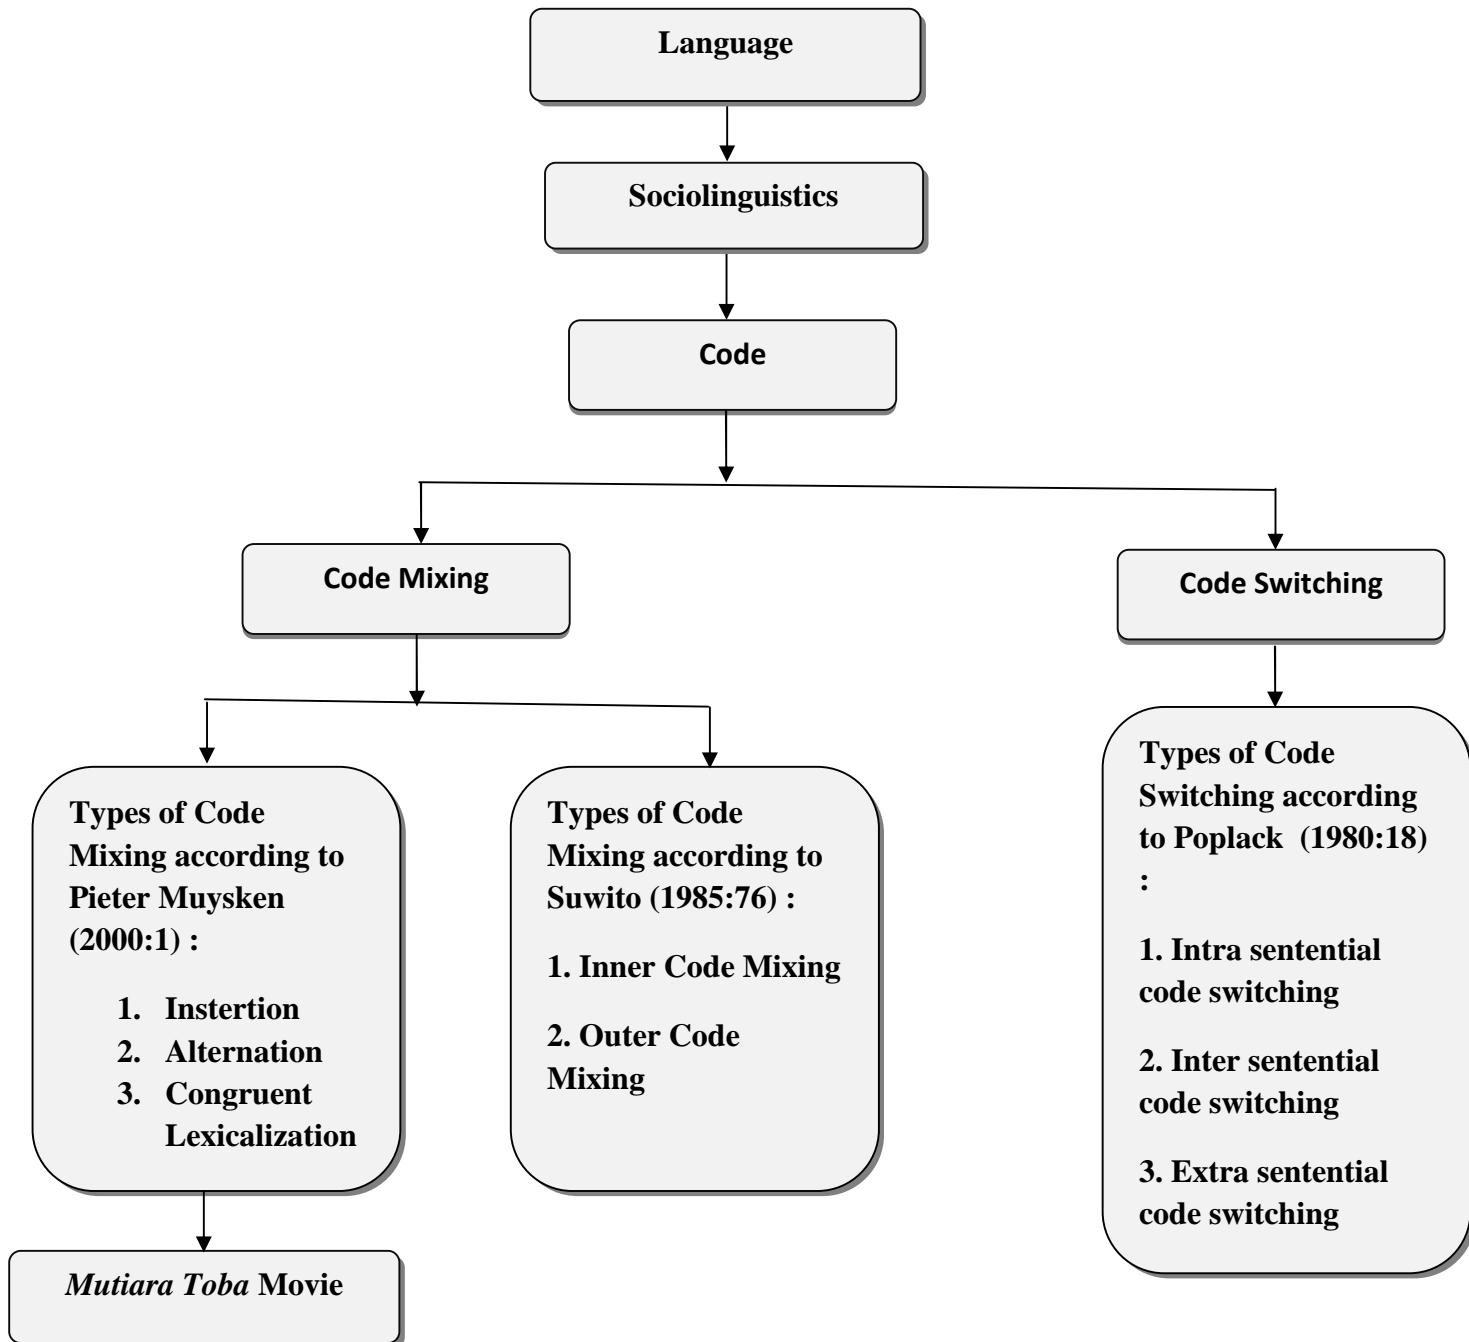 Language
Sociolinguistics
Code
Code Mixing
Code Switching
Types of Code
Mixing according to
Pieter Muysken
(2000:1) :
1. Instertion
2. Alternation
3. Congruent
Lexicalization
Types of Code
Mixing according to
Suwito (1985:76) :
1. Inner Code Mixing
2. Outer Code
Mixing
Types of Code
Switching according
to Poplack (1980:18)
:
1. Intra sentential
code switching
2. Inter sentential
code switching
3. Extra sentential
code switching
Mutiara Toba Movie